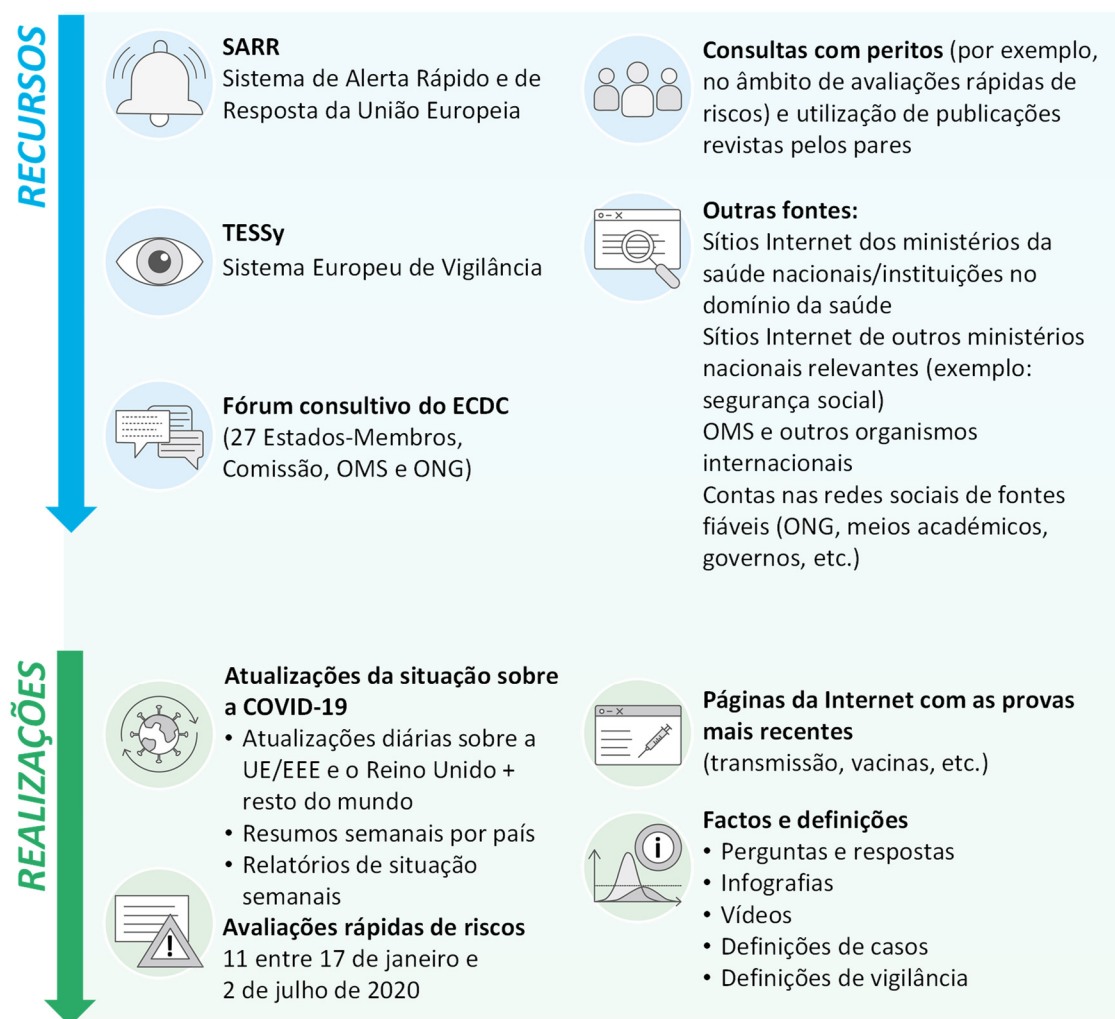 RECURSOS
SARR
Sistema de Alerta Rápido e de
Resposta da União Europeia
TESSy
Sistema Europeu de Vigilância
Fórum consultivo do ECDC
(27 Estados-Membros,
Comissão, OMS e ONG)
Consultas com peritos (por exemplo,
no âmbito de avaliações rápidas de
riscos) e utilização de publicações
revistas pelos pares
Outras fontes:
Sítios Internet dos ministérios da
saúde nacionais/instituições no
domínio da saúde
Sítios Internet de outros ministérios
nacionais relevantes (exemplo:
segurança social)
OMS e outros organismos
internacionais
Contas nas redes sociais de fontes
fiáveis (ONG, meios académicos,
governos, etc.)
REALIZAÇÕES
Atualizações da situação sobre
a COVID-19
• Atualizações diárias sobre a
UE/EEE e o Reino Unido +
resto do mundo
• Resumos semanais por país
• Relatórios de situação
semanais
Avaliações rápidas de riscos
11 entre 17 de janeiro e
2 de julho de 2020
Páginas da Internet com as provas
mais recentes
(transmissão, vacinas, etc.)
Factos e definições
• Perguntas e respostas
• Infografias
• Vídeos
• Definições de casos
• Definições de vigilância